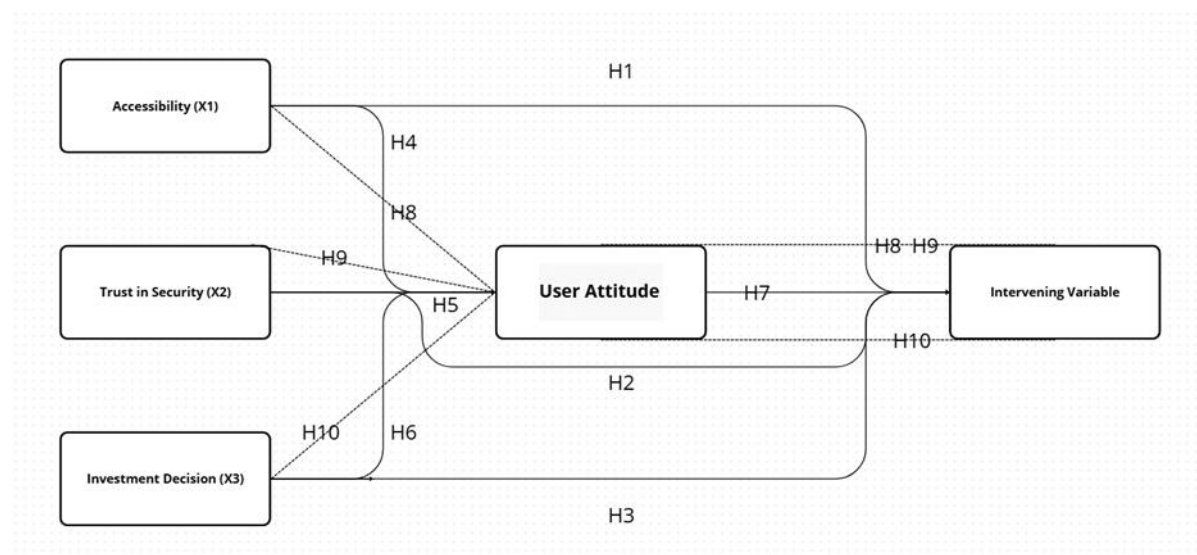 H1
Accessibility (X1)
H4
H8
H9
Trust in Security (X2)
H5
User Attitude
H7
H8 H9
Intervening Variable
H10
H2
H10
H6
Investment Decision (X3)
H3